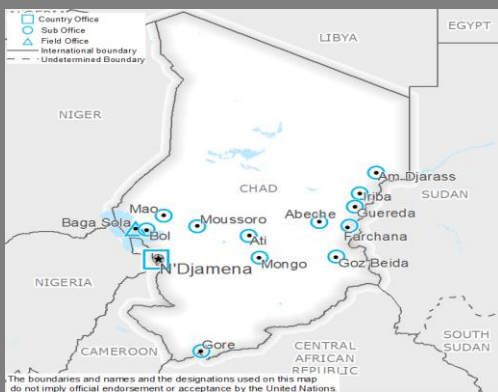 Country Office
Sub Office
Field Office
International boundary
Undetermined Boundary
EGYPT
LIBYA
NIGER
Am Djarass
CHAD
Iriba
SUDAN
Mao
Guereda
Baga Sola
Moussoro
Abeche
Bol
Farchana
Ati
N'Djamena
Mongo
Goz Beida
NIGERIA
SOUTH
SUDAN
Gore
CAMEROON
CENTRAL
AFRICAN
REPUBLIC
The boundaries and names and the designations used on this map
do not imply official endorsement or acceptance by the United Nations.